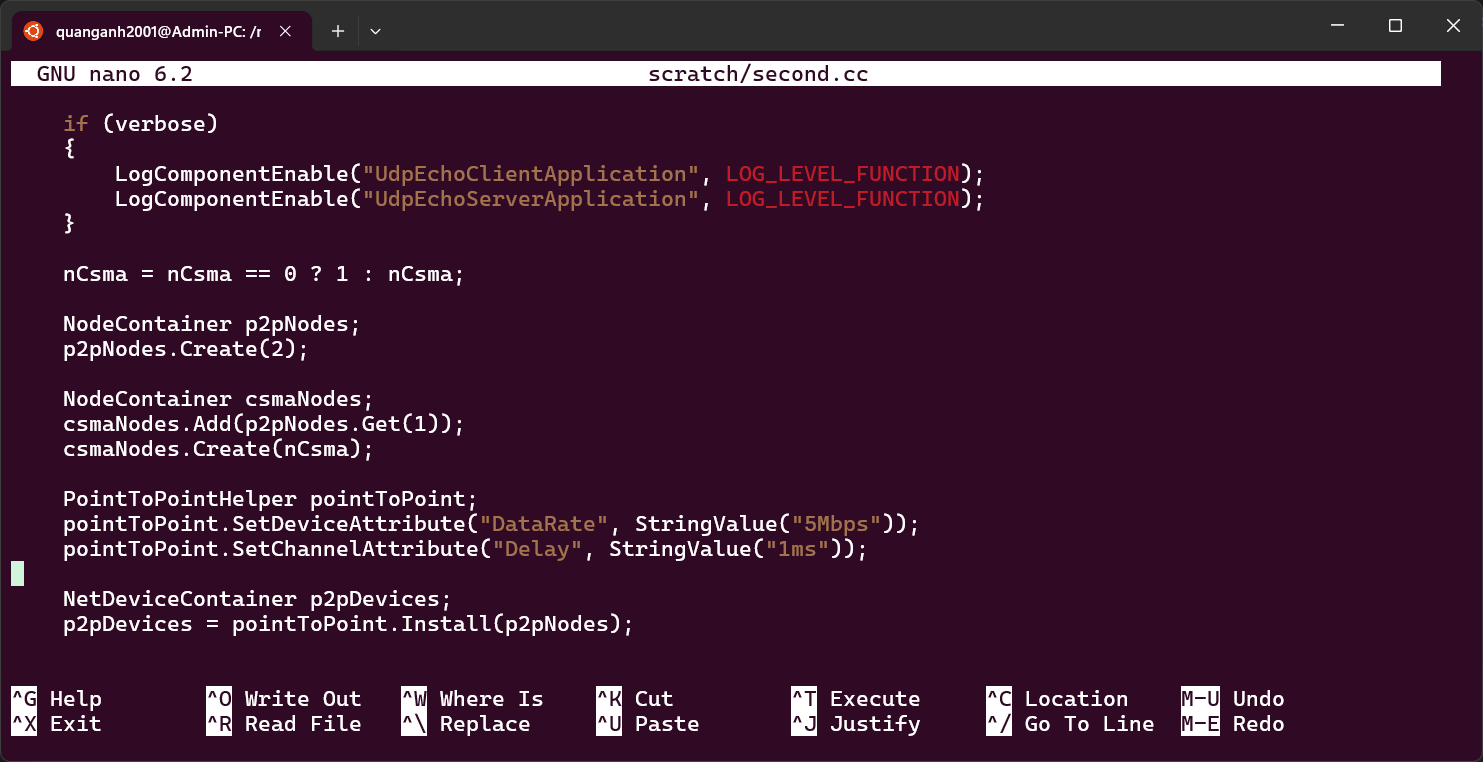 quanganh2001@Admin-PC: /r
GNU nano 6.2 scratch/second.cc
if (verbose)
{
LogComponentEnable("UdpEchoClientApplication", LOG_LEVEL_FUNCTION);
LogComponentEnable("UdpEchoServerApplication", LOG_LEVEL_FUNCTION);
}
nCsma = nCsma == 0 ? 1 : nCsma;
NodeContainer p2pNodes;
p2pNodes.Create(2);
NodeContainer csmaNodes;
csmaNodes.Add(p2pNodes.Get(1));
csmaNodes.Create(nCsma);
PointToPointHelper pointToPoint;
pointToPoint.SetDeviceAttribute("DataRate", StringValue("5Mbps"));
pointToPoint.SetChannelAttribute("Delay", StringValue("1ms"));
NetDeviceContainer p2pDevices;
p2pDevices = pointToPoint.Install(p2pNodes);
^G Help ^O Write Out ^W Where Is ^K Cut ^T Execute ^C Location M-U Undo
^X Exit ^R Read File ^\ Replace ^U Paste ^J Justify ^/ Go To Line M-E Redo